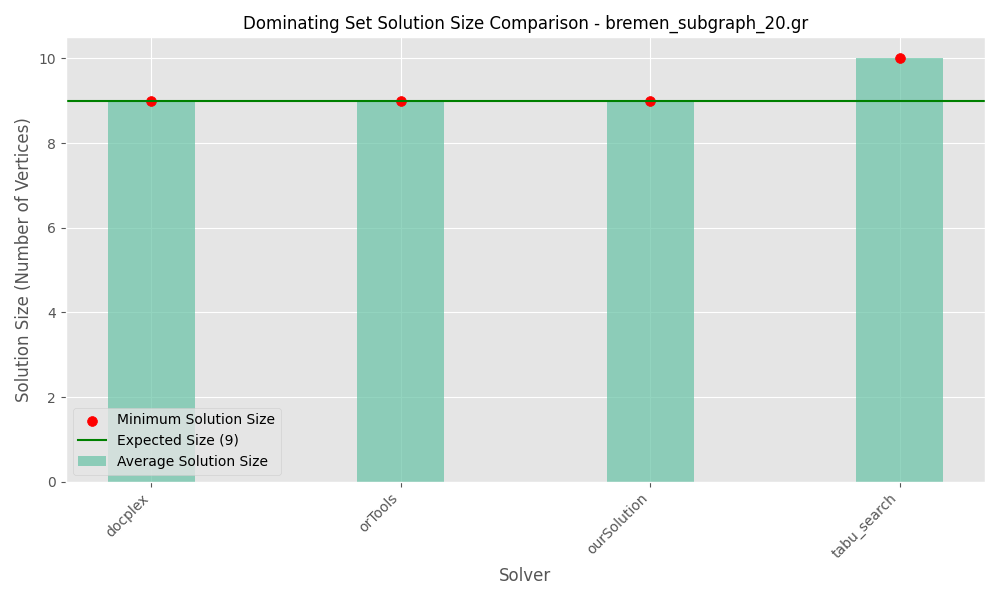 Dominating Set Solution Size Comparison - bremen_subgraph_20.gr
Solution Size (Number of Vertices)
10
8
6
4
2
0
Minimum Solution Size
Expected Size (9)
Average Solution Size
docplex
orTools
ourSolution
tabu_search
Solver